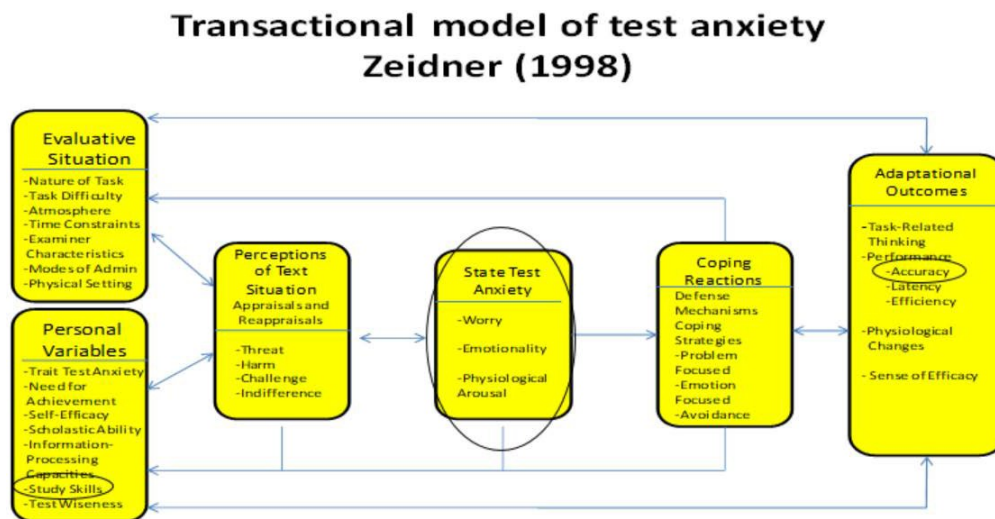 Transactional model of test anxiety
Zeidner (1998)
Evaluative
Situation
-Nature of Task
-Task Difficulty
-Atmosphere
-Time Constraints
-Examiner
Characteristics
-Modes of Admin
-Physical Setting
Personal
Variables
-Trait Test Anxiety
-Need for
Achievement
-Self-Efficacy
-Scholastic Ability
-Information-
Processing
Capacities
-Study Skills
-Test Wiseness
Perceptions
of Text
Situation
Appraisals and
Reappraisals
-Threat
-Harm
-Challenge
-Indifference
State Test
Anxiety
-Worry
-Emotionality
-Physiological
Arousal
Coping
Reactions
Defense
Mechanisms
Coping
Strategies
-Problem
Focused
-Emotion
Focused
-Avoidance
Adaptational
Outcomes
-Task-Related
Thinking
-Performance
-Accuracy
-Latency
-Efficiency
-Physiological
Changes
- Sense of Efficacy